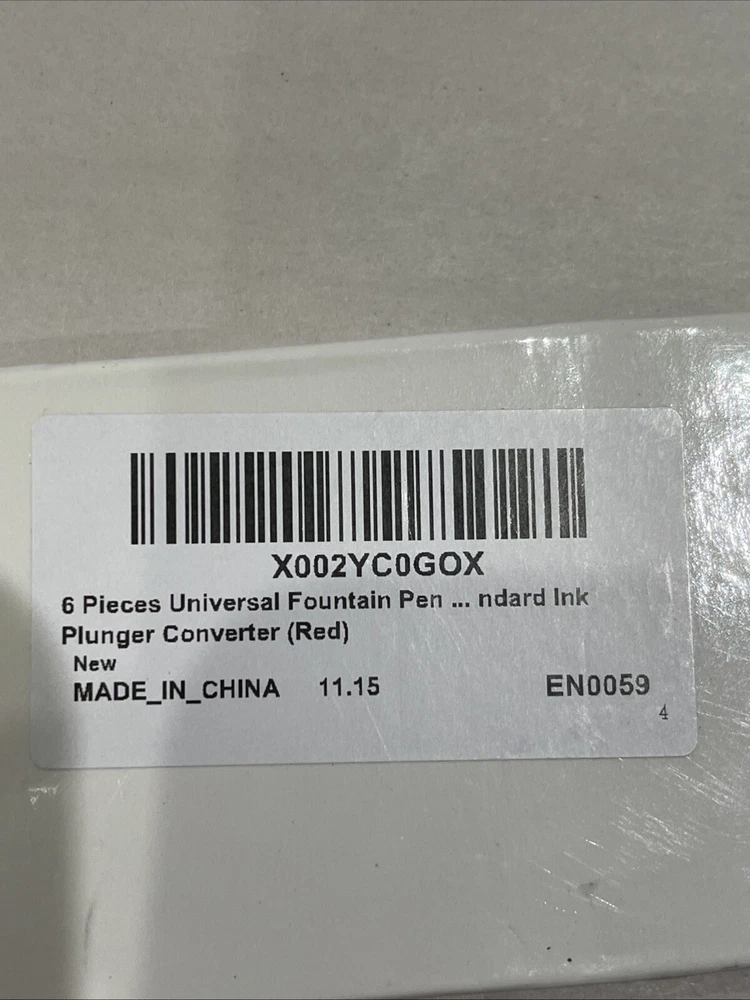 X002YC0GOX
6 Pieces Universal Fountain Pen ... ndard Ink
Plunger Converter (Red)
New
MADE_IN_CHINA 11.15 EN0059
4